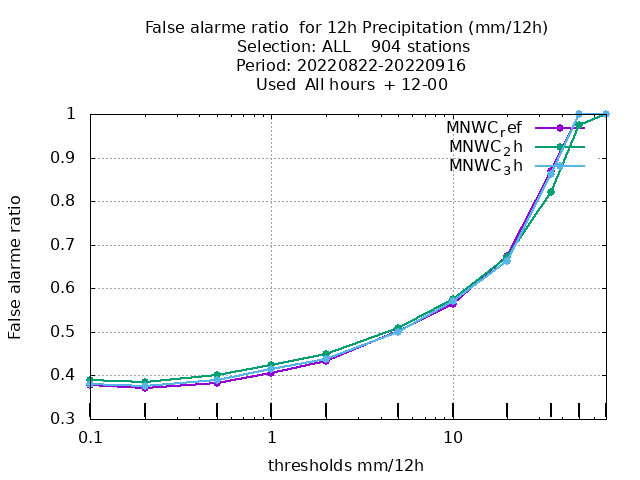 False alarme ratio  for 12h Precipitation (mm/12h)
Selection: ALL    904 stations
Period: 20220822-20220916
Used  All hours  + 12-00
MNWC_ref
MNWC_2h
MNWC_3h
1
0.9
0.8
0.7
0.6
0.5
0.4
0.3
False alarme ratio
0.1 1 10
thresholds mm/12h